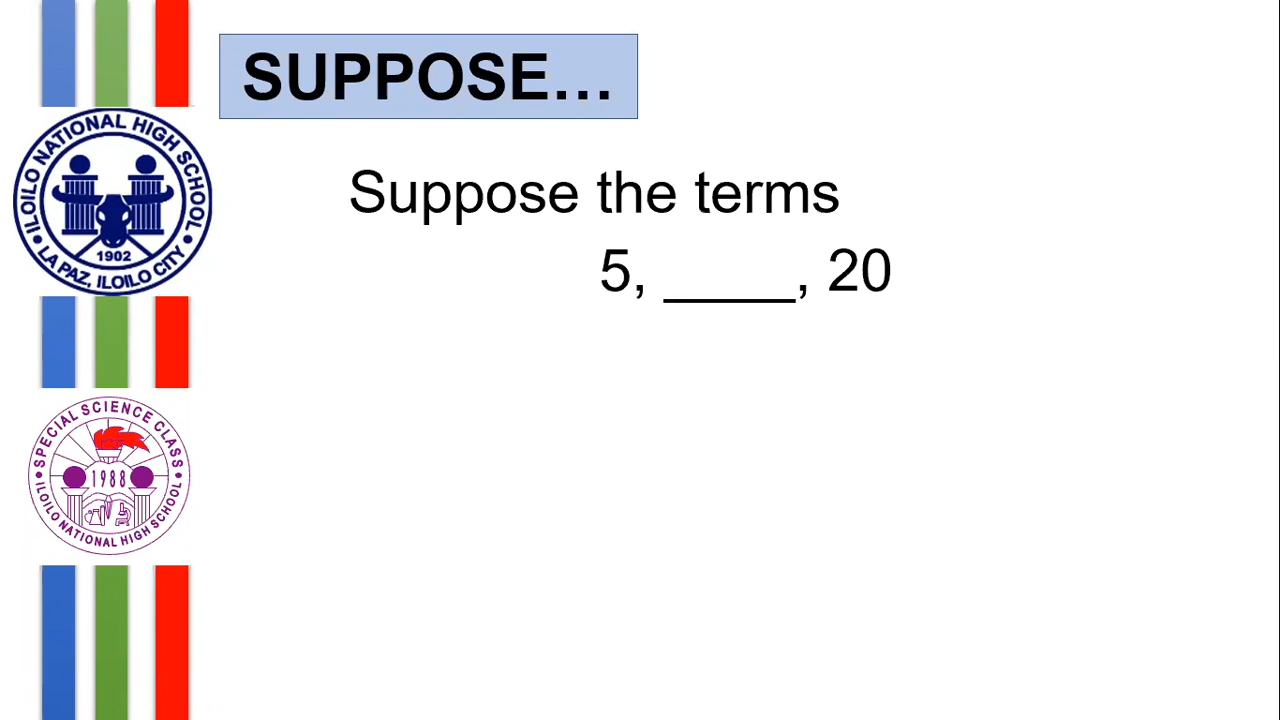 SUPPOSE…
Suppose the terms
5, ____, 20
ILOILO NATIONAL HIGH SCHOOL
1902
LA PAZ, ILOILO CITY
SPECIAL SCIENCE CLASS
1988
ILOILO NATIONAL HIGH SCHOOL